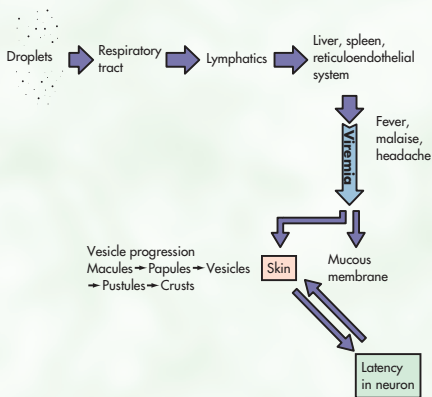 Droplets
Respiratory
tract
Lymphatics
Liver, spleen,
reticuloendothelial
system
Fever,
malaise,
headache
Viremia
Vesicle progression
Macules → Papules → Vesicles
→ Pustules → Crusts
Skin
Mucous
membrane
Latency
in neuron